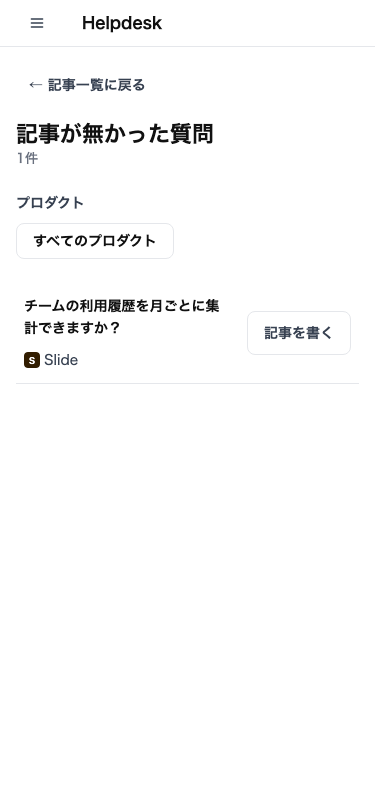 Helpdesk
← 記事一覧に戻る
記事が無かった質問
1件
プロダクト
すべてのプロダクト
チームの利用履歴を月ごとに集
計できますか？
記事を書く
S Slide